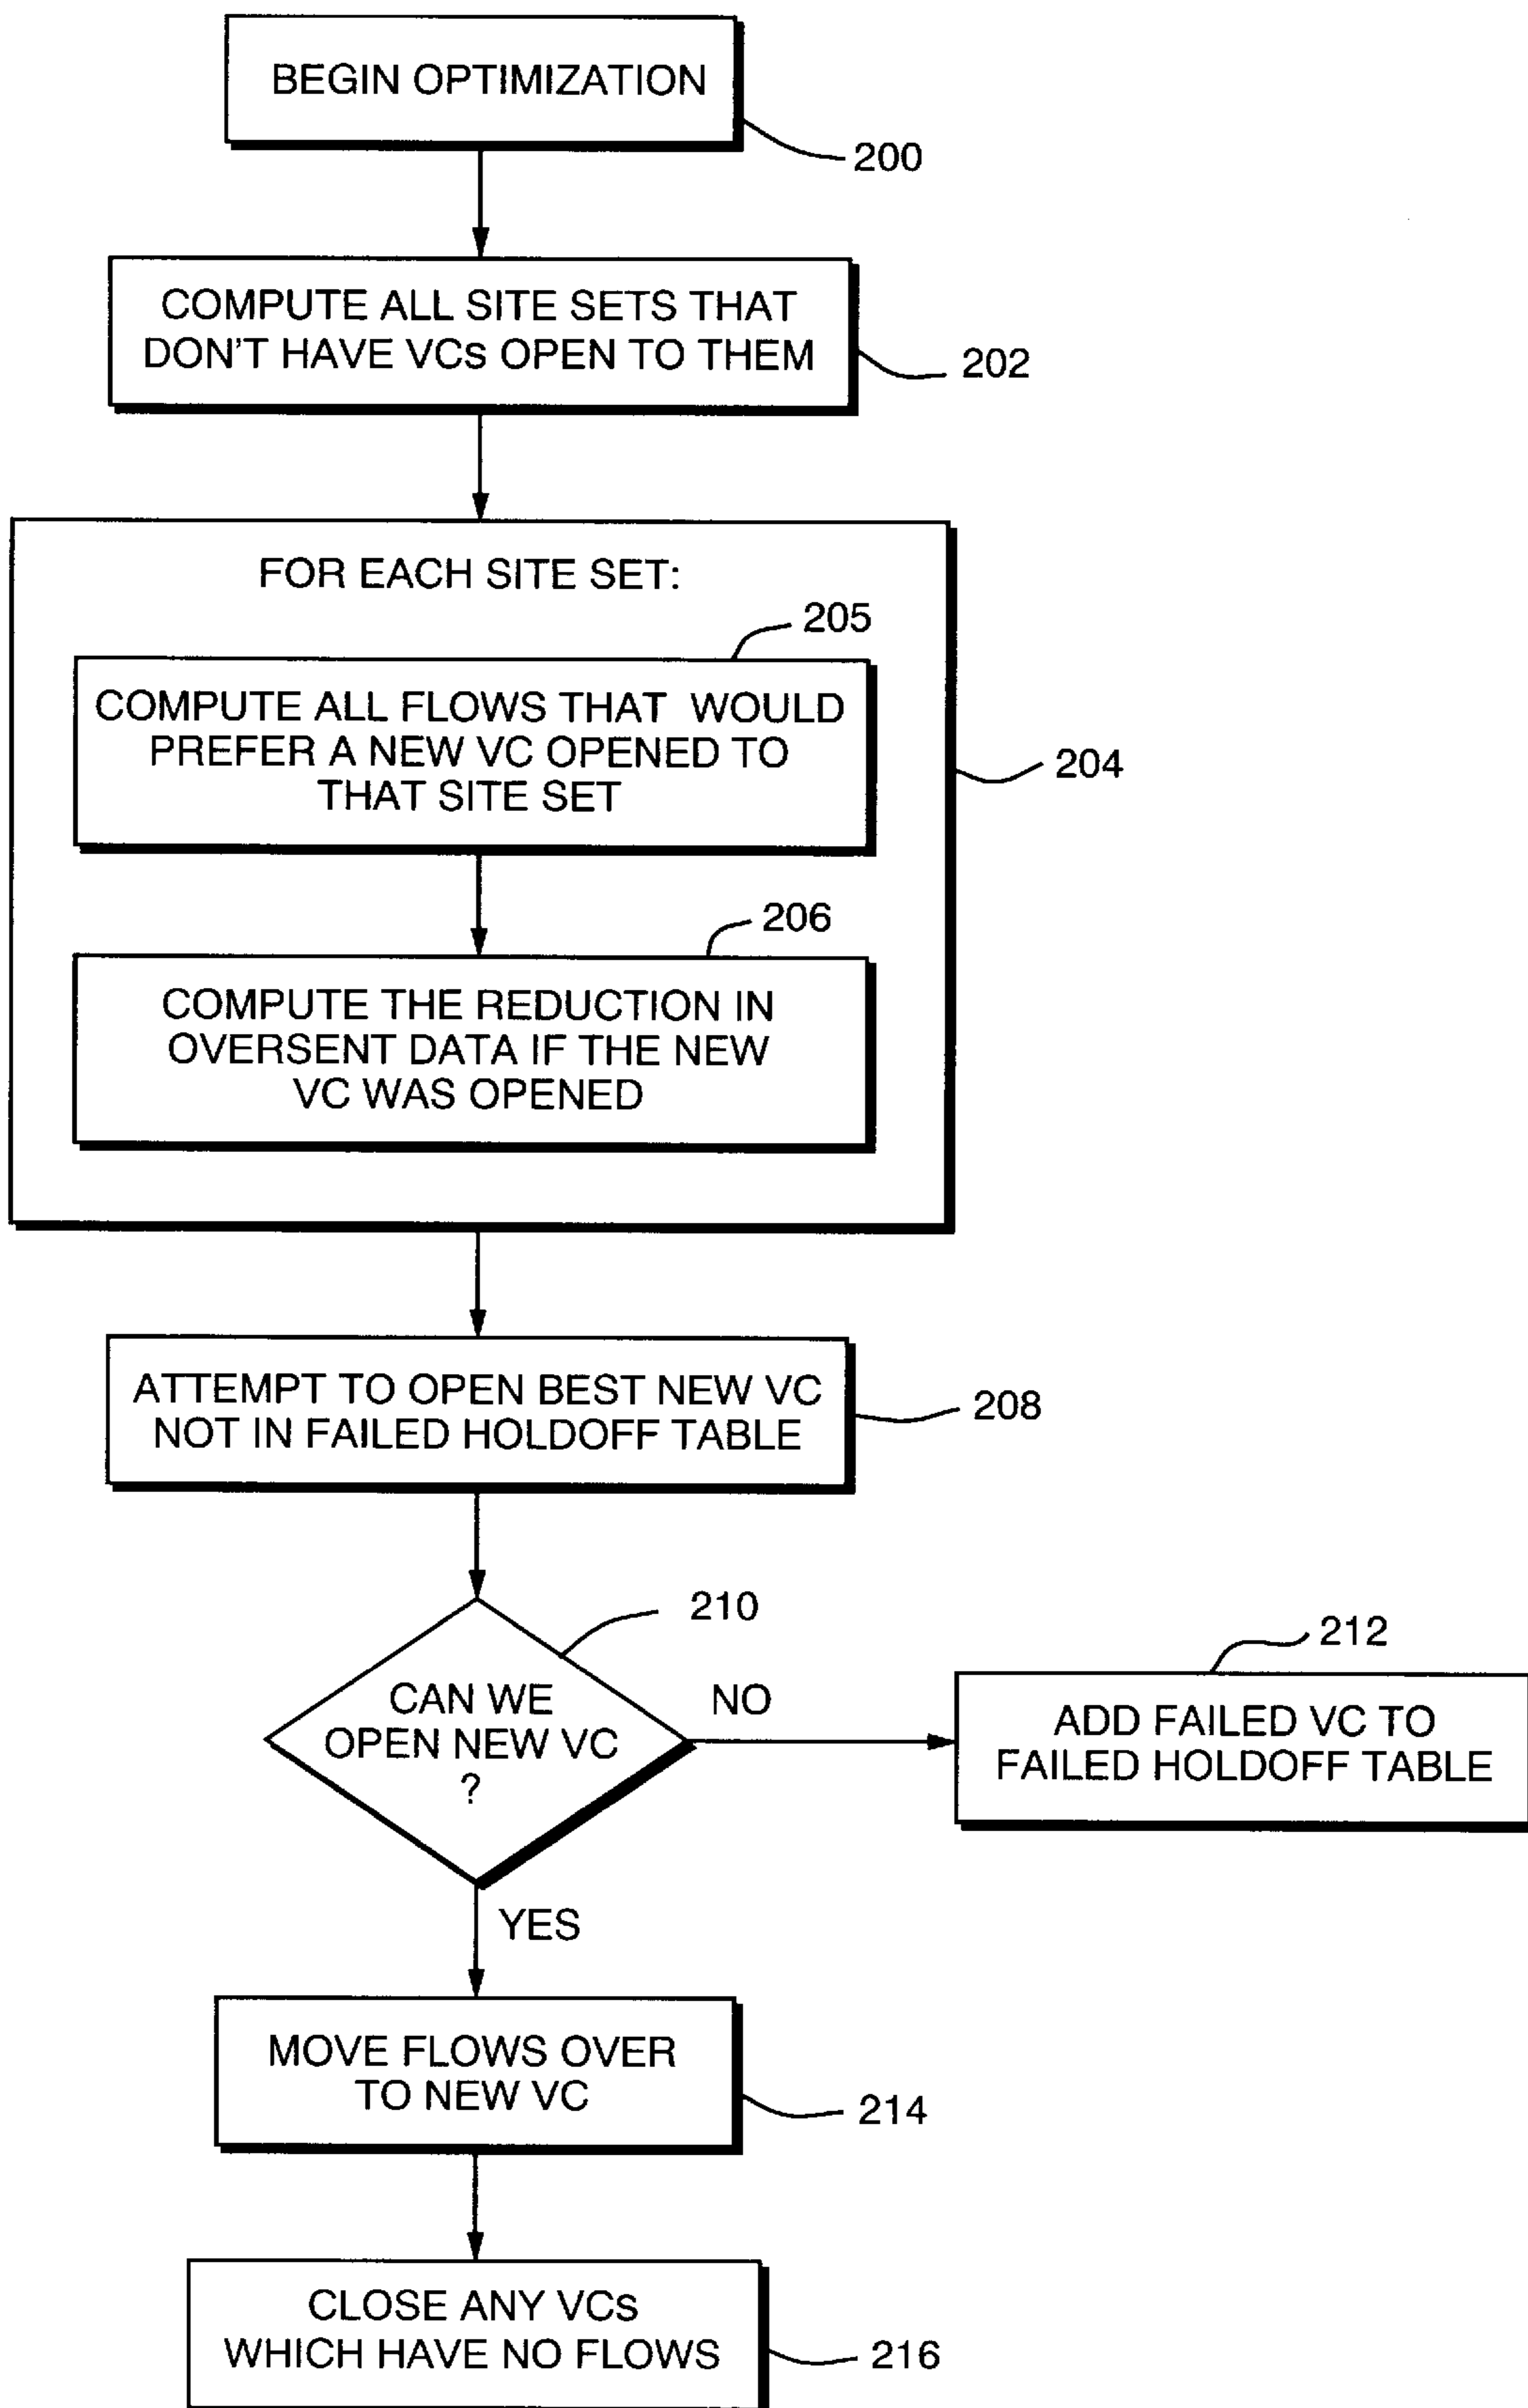 BEGIN OPTIMIZATION
200
COMPUTE ALL SITE SETS THAT
DON'T HAVE VCs OPEN TO THEM
202
FOR EACH SITE SET:
205
COMPUTE ALL FLOWS THAT WOULD
PREFER A NEW VC OPENED TO
THAT SITE SET
204
206
COMPUTE THE REDUCTION IN
OVERSENT DATA IF THE NEW
VC WAS OPENED
ATTEMPT TO OPEN BEST NEW VC
NOT IN FAILED HOLDOFF TABLE
208
210
CAN WE
OPEN NEW VC
?
NO
212
ADD FAILED VC TO
FAILED HOLDOFF TABLE
YES
MOVE FLOWS OVER
TO NEW VC
214
CLOSE ANY VCs
WHICH HAVE NO FLOWS
216